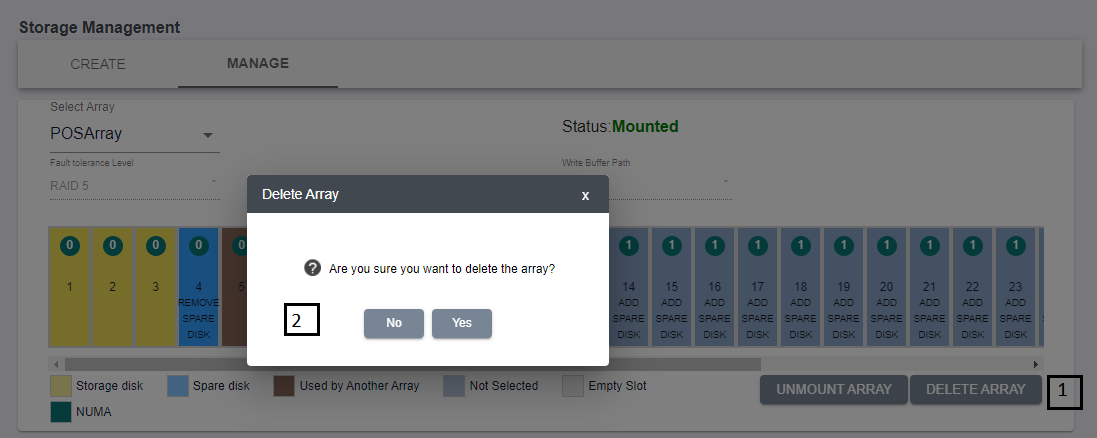 Storage Management
CREATE MANAGE
Select Array
POSArray
Status:Mounted
Fault tolerance Level
Write Buffer Path
RAID 5
Delete Array x
0 0 0 0 0 1 1 1 1 1 1 1 1 1 1
Are you sure you want to delete the array?
1 2 3 4 5 14 15 16 17 18 19 20 21 22 23
REMOVE SPARE DISK
ADD SPARE DISK
ADD SPARE DISK
ADD SPARE DISK
ADD SPARE DISK
ADD SPARE DISK
ADD SPARE DISK
ADD SPARE DISK
ADD SPARE DISK
ADD SPARE DISK
ADD SPARE DISK
2
No Yes
Storage disk Spare disk Used by Another Array Not Selected Empty Slot
UNMOUNT ARRAY DELETE ARRAY 1
NUMA